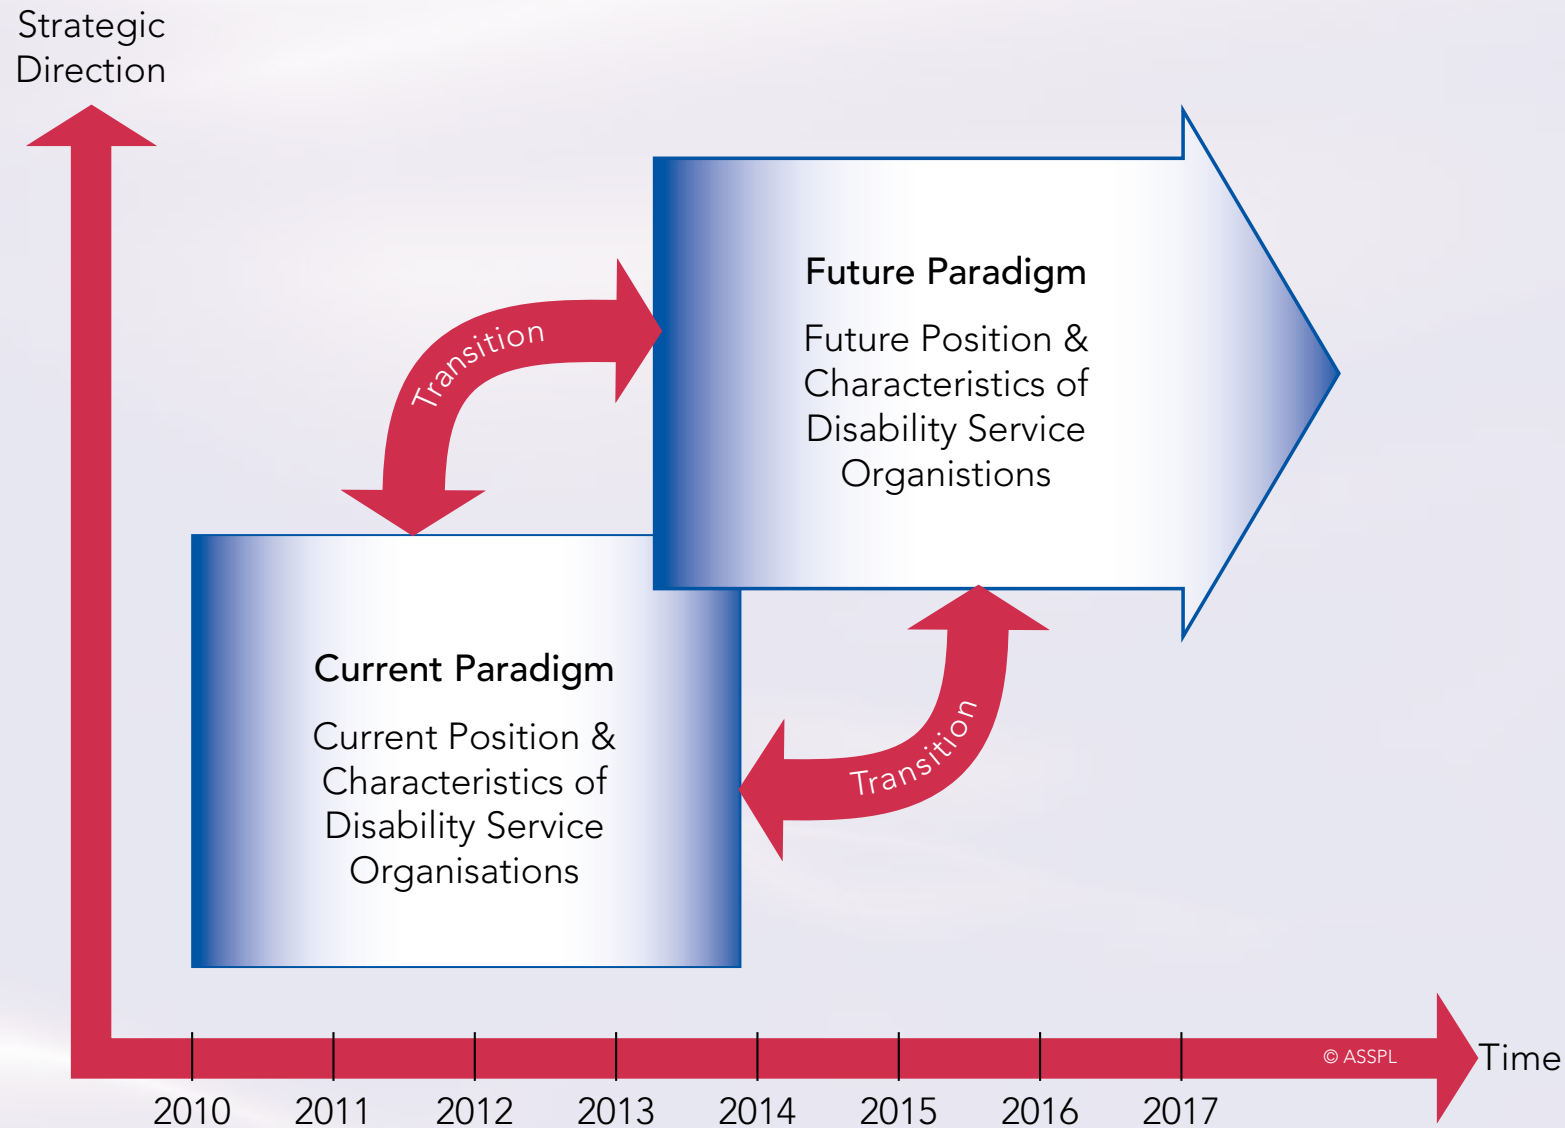 Strategic
Direction
Transition
Future Paradigm
Future Position &
Characteristics of
Disability Service
Organistions
Current Paradigm
Current Position &
Characteristics of
Disability Service
Organisations
Transition
© ASSPL
Time
2010 2011 2012 2013 2014 2015 2016 2017